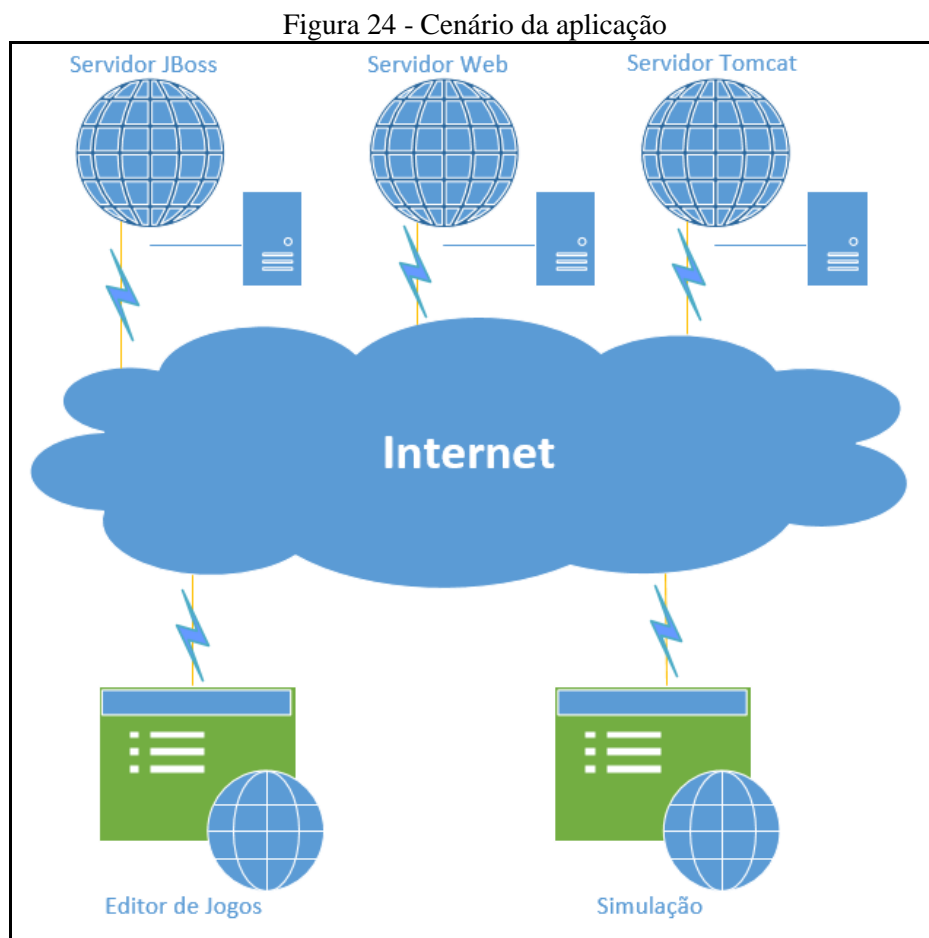 Figura 24 - Cenário da aplicação
Servidor JBoss
Servidor Web
Servidor Tomcat
Internet
Editor de Jogos
Simulação